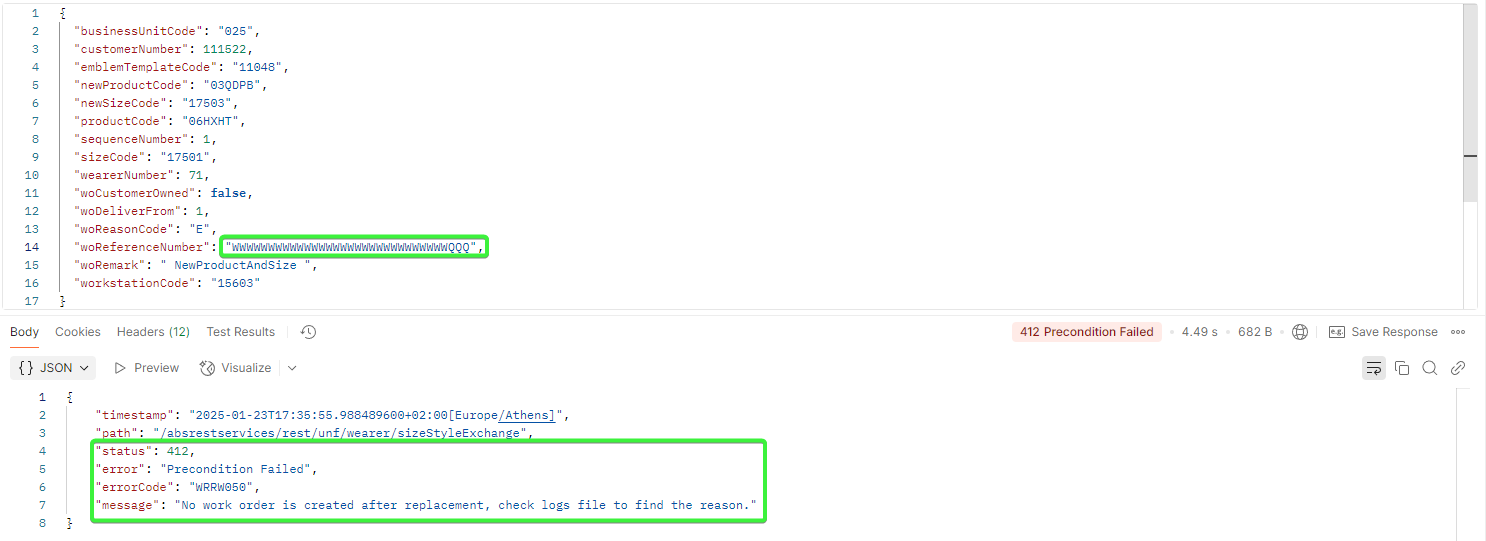 1 {
2 "businessUnitCode": "025",
3 "customerNumber": 111522,
4 "emblemTemplateCode": "11048",
5 "newProductCode": "03QDPB",
6 "newSizeCode": "17503",
7 "productCode": "06HXHT",
8 "sequenceNumber": 1,
9 "sizeCode": "17501",
10 "wearerNumber": 71,
11 "woCustomerOwned": false,
12 "woDeliverFrom": 1,
13 "woReasonCode": "E",
14 "woReferenceNumber": "WWWWWWWWWWWWWWWWWWWWWWWWWWWWWWQQQ",
15 "woRemark": " NewProductAndSize ",
16 "workstationCode": "15603"
17 }
Body Cookies Headers (12) Test Results 412 Precondition Failed • 4.49 s • 682 B • e.g. Save Response
{} JSON Preview Visualize
1 {
2 "timestamp": "2025-01-23T17:35:55.988489600+02:00[Europe/Athens]",
3 "path": "/absrestservices/rest/unf/wearer/sizeStyleExchange",
4 "status": 412,
5 "error": "Precondition Failed",
6 "errorCode": "WRRW050",
7 "message": "No work order is created after replacement, check logs file to find the reason."
8 }